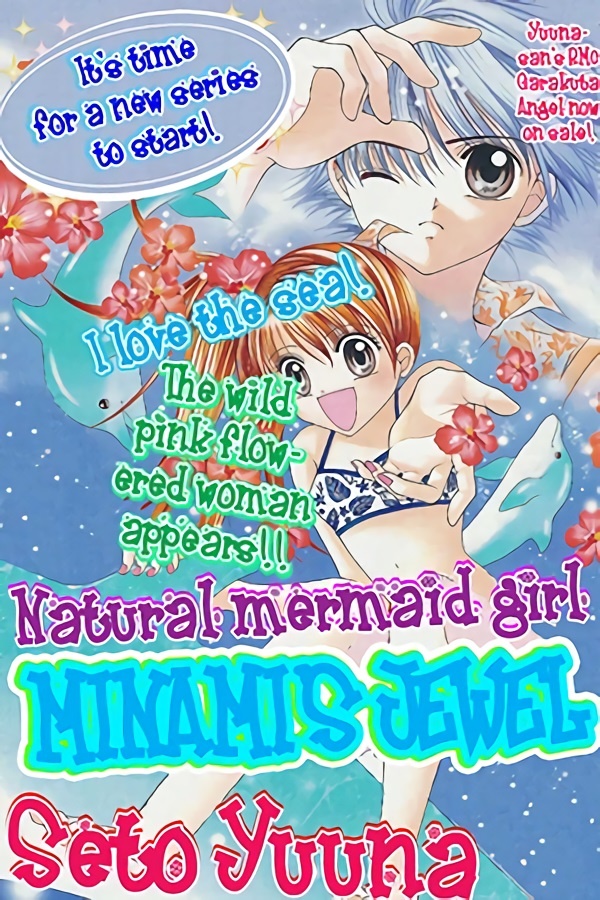 It's time
for a new series
to start!
Yuuna-
san's RMC
Garakuta
Angel now
on sale!
I love the sea!
The wild
pink flow-
ered woman
appears!!!
Natural mermaid girl
MINAMI'S JEWEL
Seto Yuuna